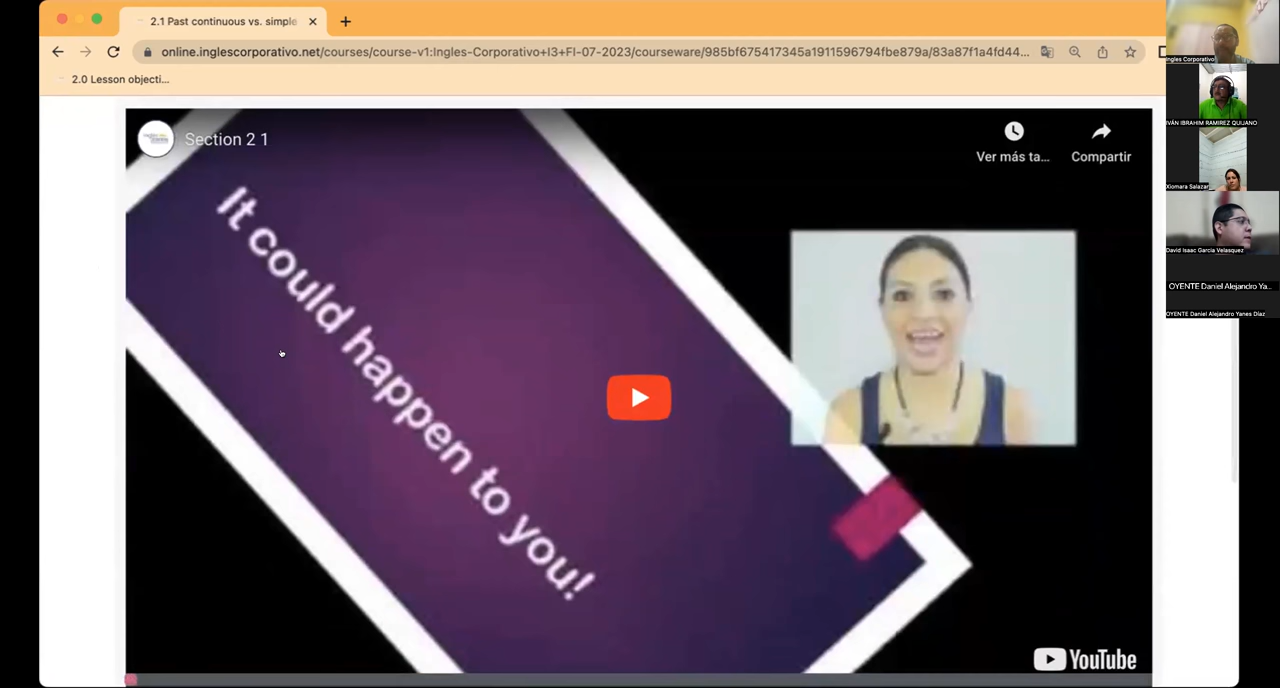 2.1 Past continuous vs. simple
online.inglescorporativo.net/courses/course-v1:Ingles-Corporativo+I3+FI-07-2023/courseware/985bf675417345a1911596794fbe879a/83a87f1a4fd44...
2.0 Lesson objecti...
Section 2 1
Ver más ta...
Compartir
It could happen to you!
YouTube
Ingles Corporativo
IVÁN IBRAHIM RAMIREZ QUIJANO
Xiomara Salazar
David Isaac Garcia Velasquez
OYENTE Daniel Alejandro Ya...
OYENTE Daniel Alejandro Yanes Díaz